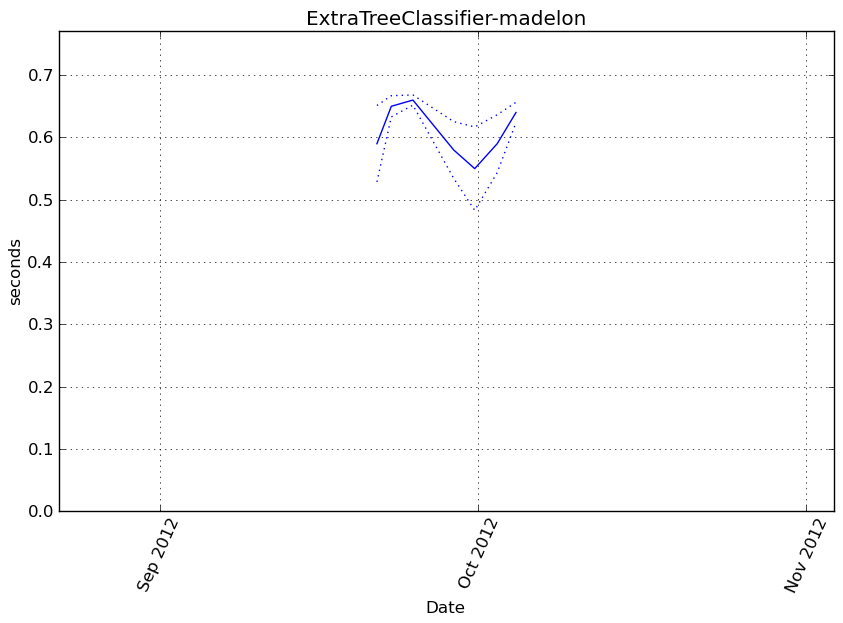 ExtraTreeClassifier-madelon
0.7
0.6
0.5
0.4
0.3
0.2
0.1
0.0
seconds
Sep 2012
Oct 2012
Nov 2012
Date